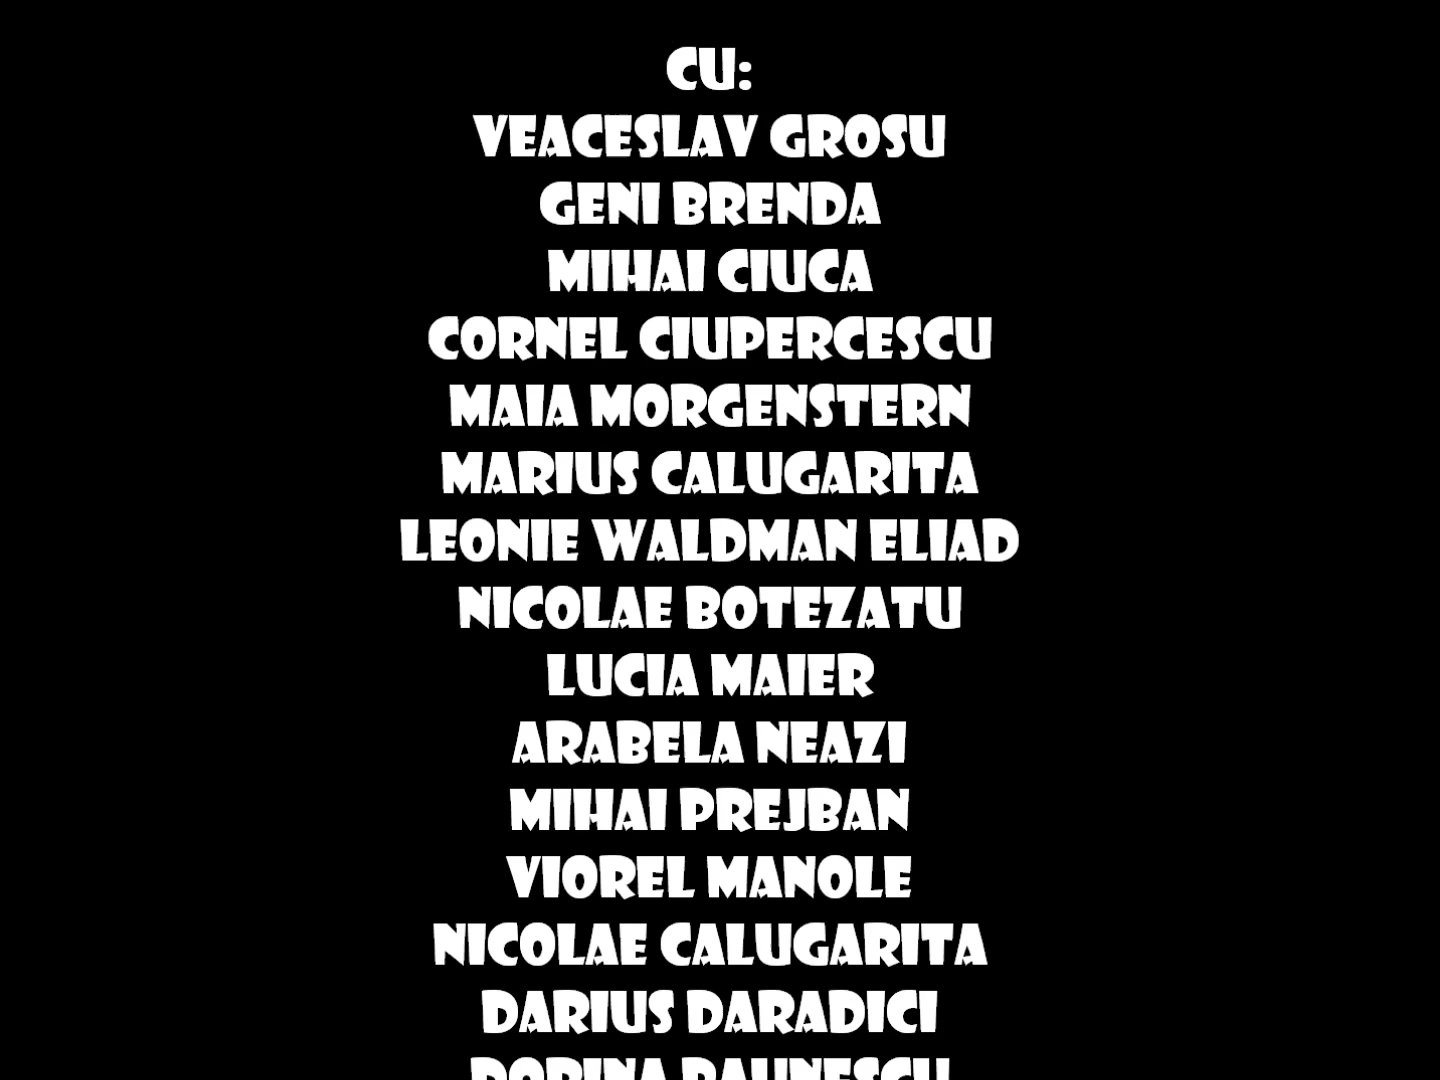 CU:
VEACESLAV GROSU
GENI BRENDA
MIHAI CIUCA
CORNEL CIUPERCESCU
MAIA MORGENSTERN
MARIUS CALUGARITA
LEONIE WALDMAN ELIAD
NICOLAE BOTEZATU
LUCIA MAIER
ARABELA NEAZI
MIHAI PREJBAN
VIOREL MANOLE
NICOLAE CALUGARITA
DARIUS DARADICI